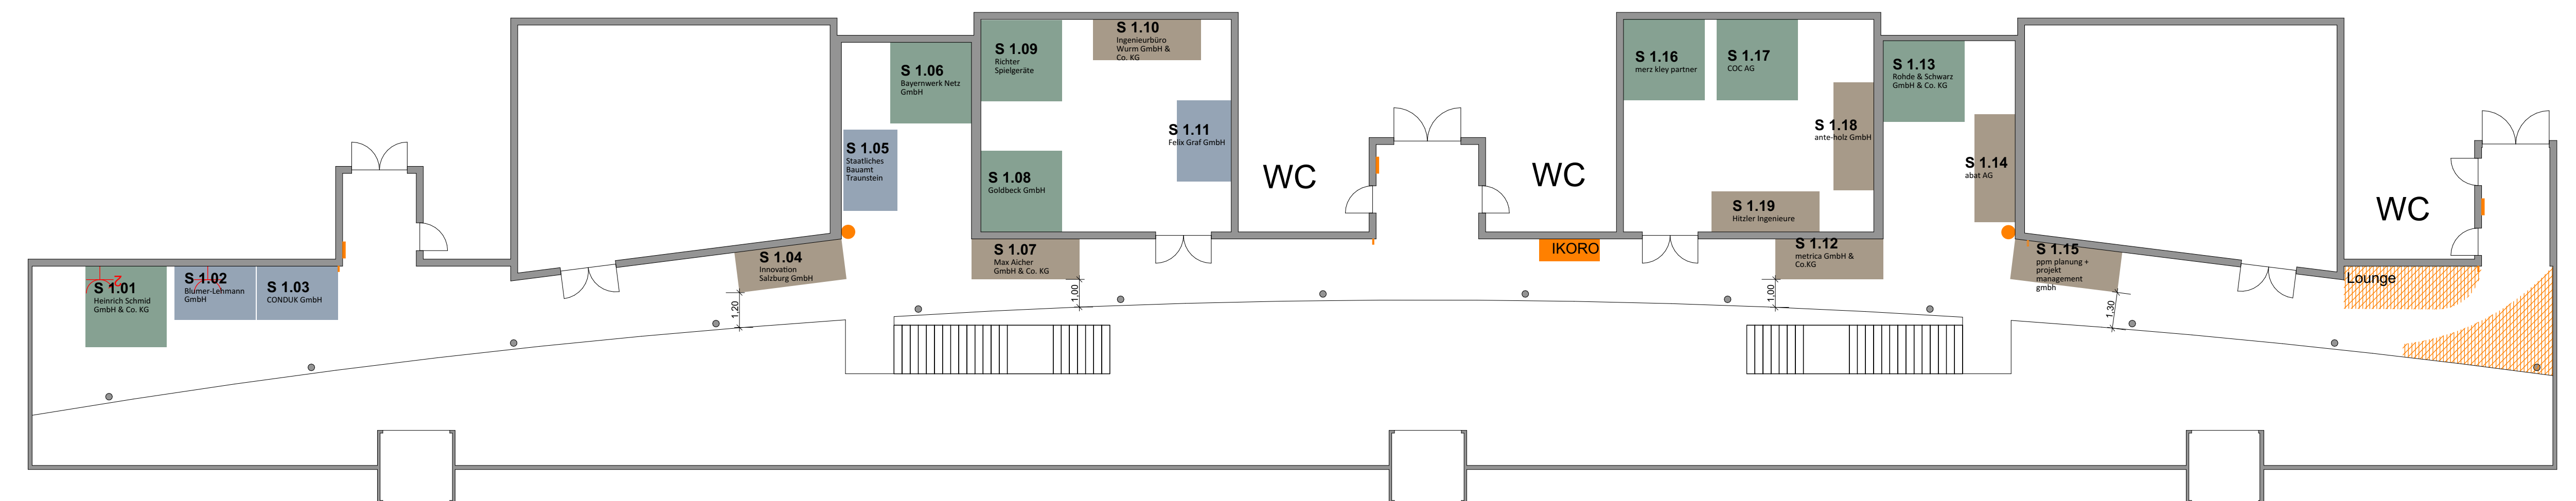 S 1.01
Heinrich Schmid
GmbH & Co. KG
2
S 1.02
Blumer-Lehmann
GmbH
S 1.03
CONDUK GmbH
S 1.04
Innovation
Salzburg GmbH
1,20
S 1.05
Staatliches
Bauamt
Traunstein
S 1.06
Bayernwerk Netz
GmbH
S 1.07
Max Aicher
GmbH & Co. KG
1,00
S 1.08
Goldbeck GmbH
S 1.09
Richter
Spielgeräte
S 1.10
Ingenieurbüro
Wurm GmbH &
Co. KG
S 1.11
Felix Graf GmbH
WC
WC
IKORO
S 1.16
merz kley partner
S 1.17
COC AG
S 1.18
ante-holz GmbH
S 1.19
Hitzler Ingenieure
S 1.12
metrica GmbH &
Co.KG
1,00
S 1.13
Rohde & Schwarz
GmbH & Co. KG
S 1.14
abat AG
S 1.15
ppm planung +
projekt
management
gmbh
1,30
WC
Lounge